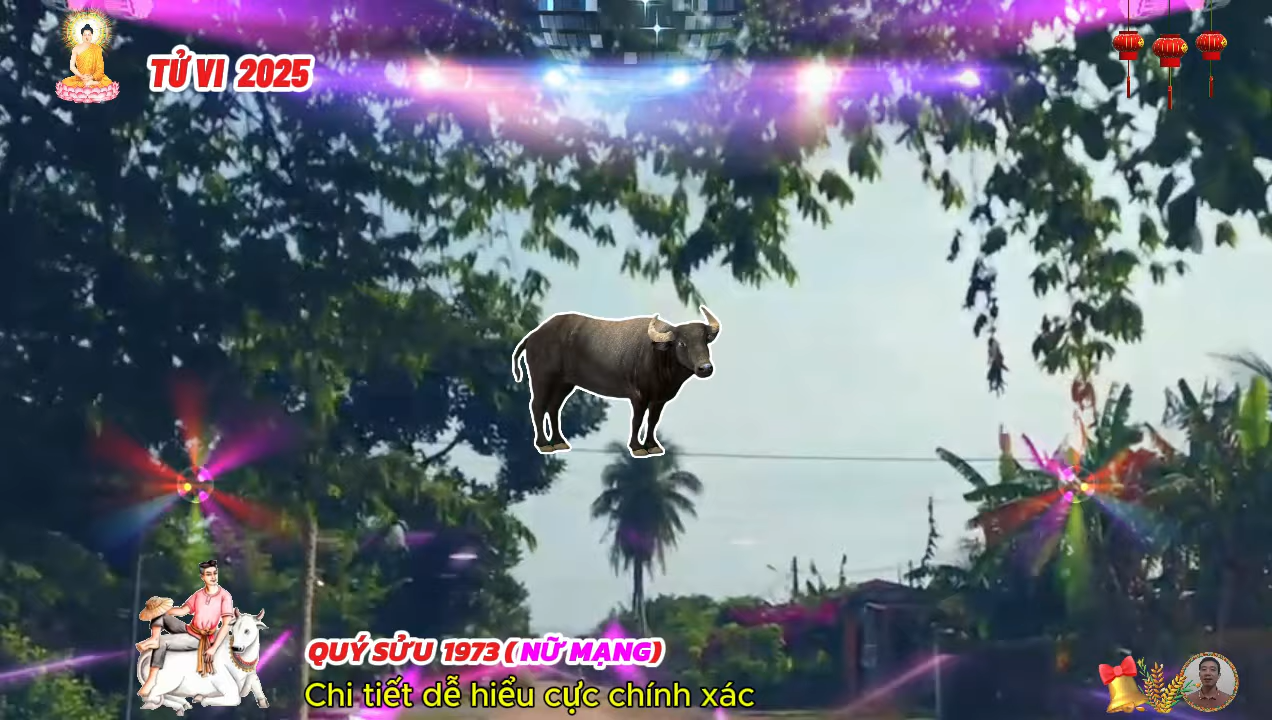 TỬ VI 2025
QUÝ SỬU 1973 ( NỮ MẠNG)
Chi tiết dễ hiểu cực chính xác